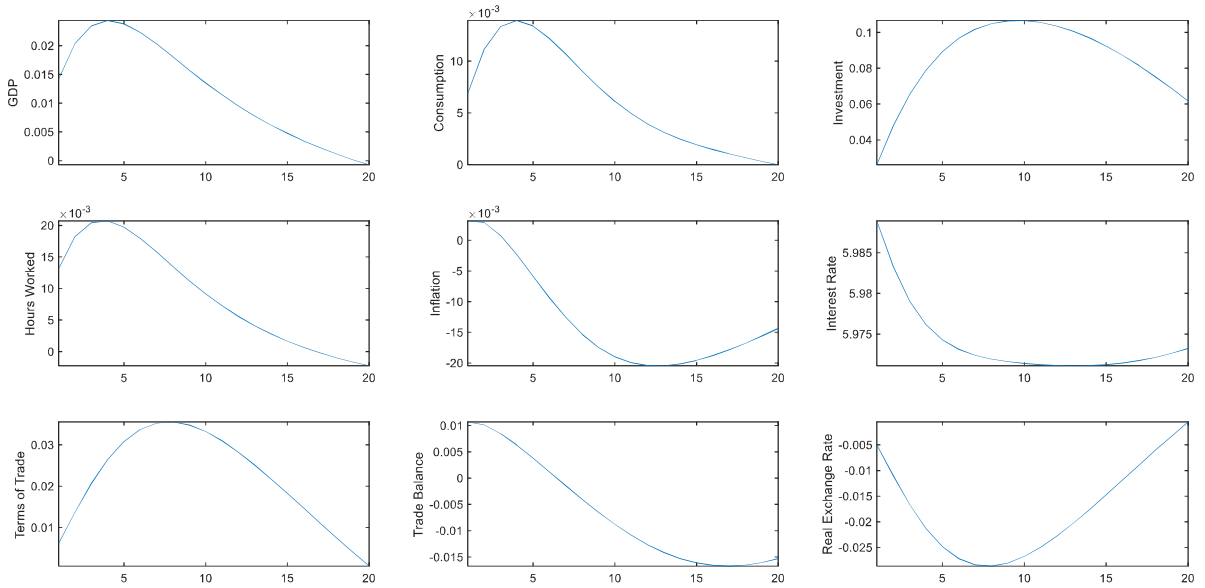 GDP
0.02
0.015
0.01
0.005
0
5 10 15 20
×10⁻³
Consumption
10
5
0
5 10 15 20
Investment
0.1
0.08
0.06
0.04
5 10 15 20
×10⁻³
Hours Worked
20
15
10
5
0
5 10 15 20
×10⁻³
Inflation
0
-5
-10
-15
-20
5 10 15 20
Interest Rate
5.985
5.98
5.975
5 10 15 20
Terms of Trade
0.03
0.02
0.01
5 10 15 20
Trade Balance
0.01
0.005
0
-0.005
-0.01
-0.015
5 10 15 20
Real Exchange Rate
-0.005
-0.01
-0.015
-0.02
-0.025
5 10 15 20